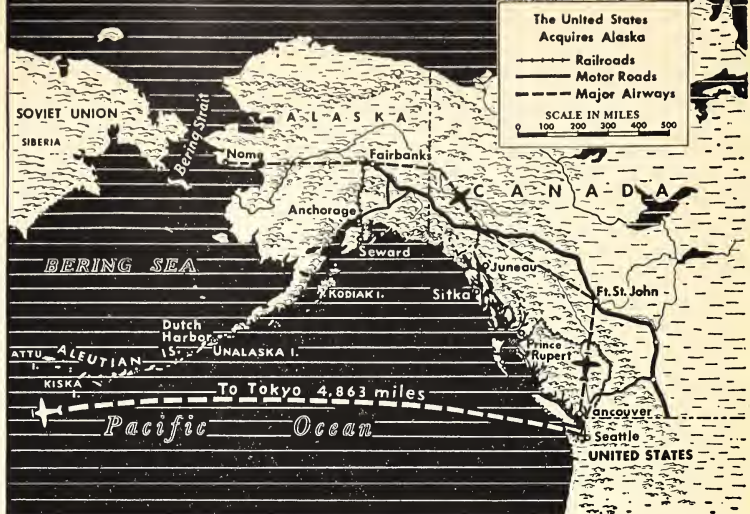 The United States
Acquires Alaska
Railroads
Motor Roads
Major Airways
SCALE IN MILES
0 100 200 300 400 500
SOVIET UNION
SIBERIA
Bering Strait
ALASKA
Nome
Fairbanks
CANADA
Anchorage
Seward
BERING SEA
Juneau
KODIAK I.
Sitka
Ft. St. John
Dutch
Harbor
UNALASKA I.
Prince
Rupert
ATTU
I.
ALEUTIAN IS.
KISKA
I.
To Tokyo 4,863 miles
Pacific Ocean
ancouver
Seattle
UNITED STATES